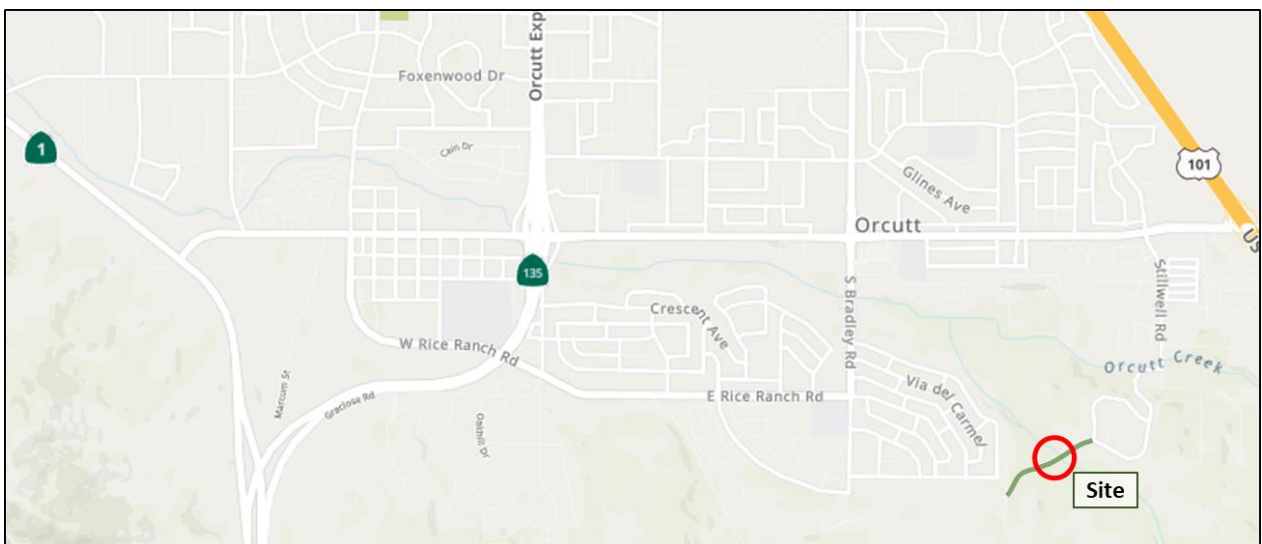 Foxenwood Dr
Orcutt Exp
1
Cain Dr
101
Glines Ave
Orcutt
US
135
S Bradley Rd
Stillwell Rd
Crescent Ave
W Rice Ranch Rd
Orcutt Creek
Marcum St
Graciosa Rd
E Rice Ranch Rd
Via del Carmel
Oakhill Dr
Site